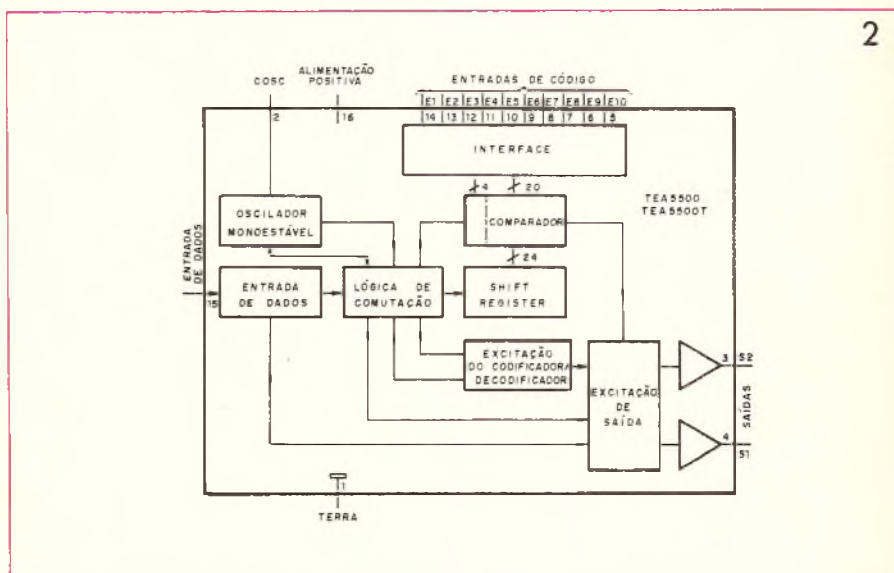 2
ALIMENTAÇÃO
COSC POSITIVA
ENTRADAS DE CÓDIGO
E1 E2 E3 E4 E5 E6 E7 E8 E9 E10
2 16 14 13 12 11 10 9 8 7 6 5
INTERFACE
4 20
TEA5500
TEA5500T
OSCILADOR
MONOESTÁVEL
COMPARADOR
24
ENTRADA
DE DADOS
15
ENTRADA
DE DADOS
LÓGICA DE
COMUTAÇÃO
SHIFT
REGISTER
EXCITAÇÃO
DO CODIFICADOR/
DECODIFICADOR
EXCITAÇÃO
DE
SAÍDA
3 S2
SAÍDAS
4
S1
1
TERRA